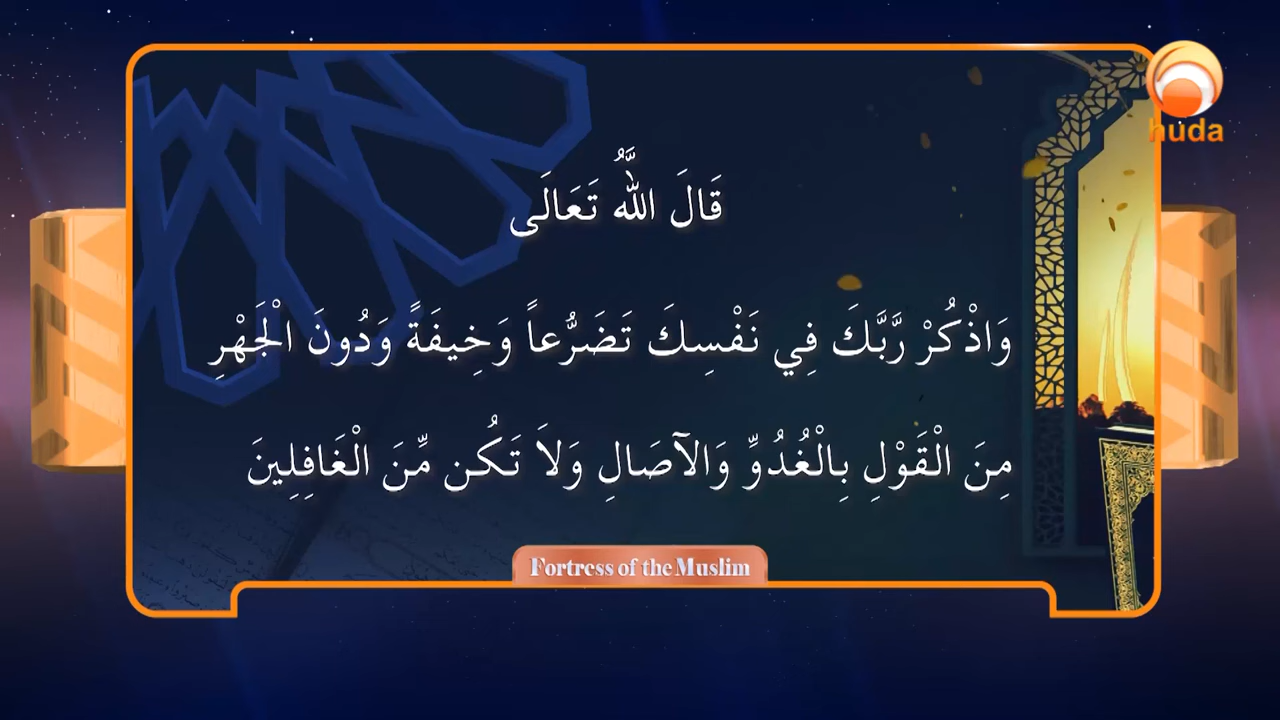 huda
قَالَ اللَّهُ تَعَالَى
وَاذْكُرْ رَّبَّكَ فِي نَفْسِكَ تَضَرُّعاً وَخِيفَةً وَدُونَ الْجَهْرِ
مِنَ الْقَوْلِ بِالْغُدُوِّ وَالآصَالِ وَلاَ تَكُن مِّنَ الْغَافِلِينَ
Fortress of the Muslim